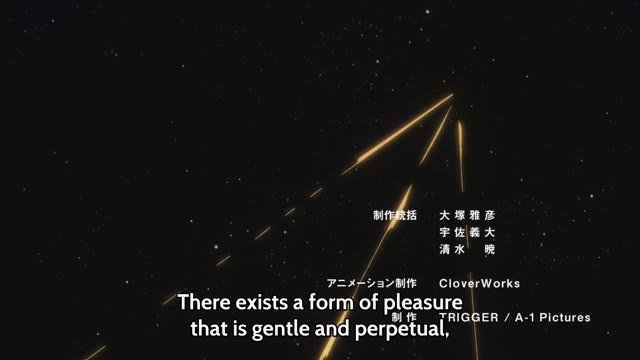 制作統括 大塚雅彦
宇佐義大
清水 暁
アニメーション制作 CloverWorks
制作 TRIGGER / A-1 Pictures
There exists a form of pleasure
that is gentle and perpetual,